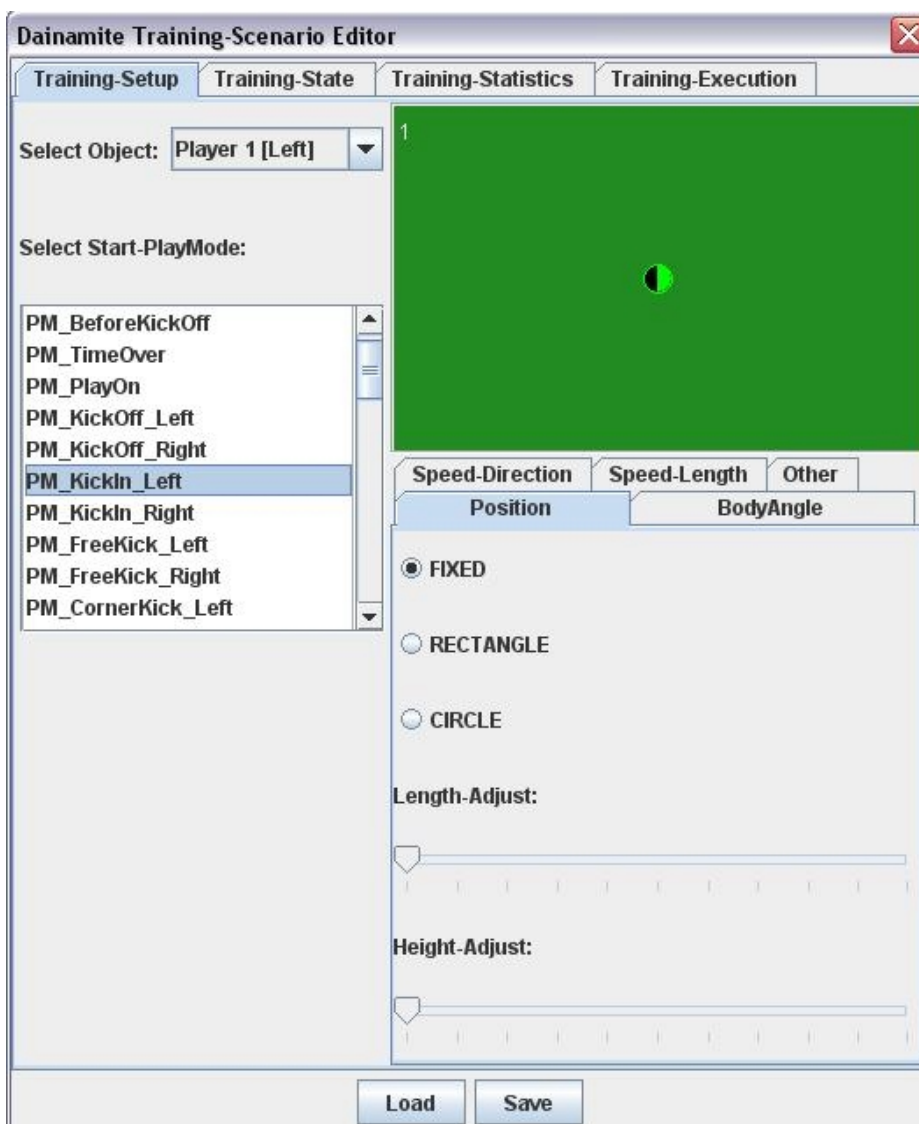 Dainamite Training-Scenario Editor
Training-Setup Training-State Training-Statistics Training-Execution
Select Object: Player 1 [Left]
Select Start-PlayMode:
PM_BeforeKickOff
PM_TimeOver
PM_PlayOn
PM_KickOff_Left
PM_KickOff_Right
PM_KickIn_Left
PM_KickIn_Right
PM_FreeKick_Left
PM_FreeKick_Right
PM_CornerKick_Left
1
Speed-Direction Speed-Length Other
Position BodyAngle
FIXED
RECTANGLE
CIRCLE
Length-Adjust:
Height-Adjust:
Load Save